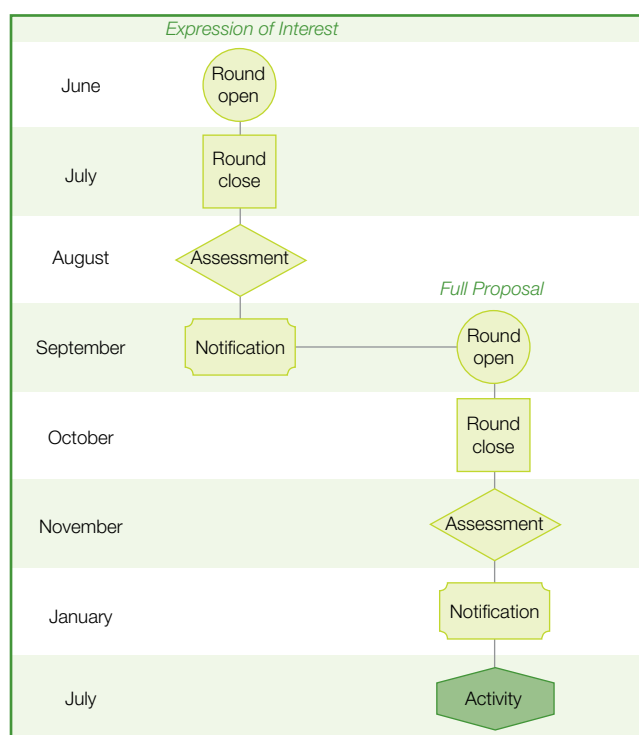 Expression of Interest
June
Round
open
July
Round
close
August
Assessment
Full Proposal
September
Notification
Round
open
October
Round
close
November
Assessment
January
Notification
July
Activity